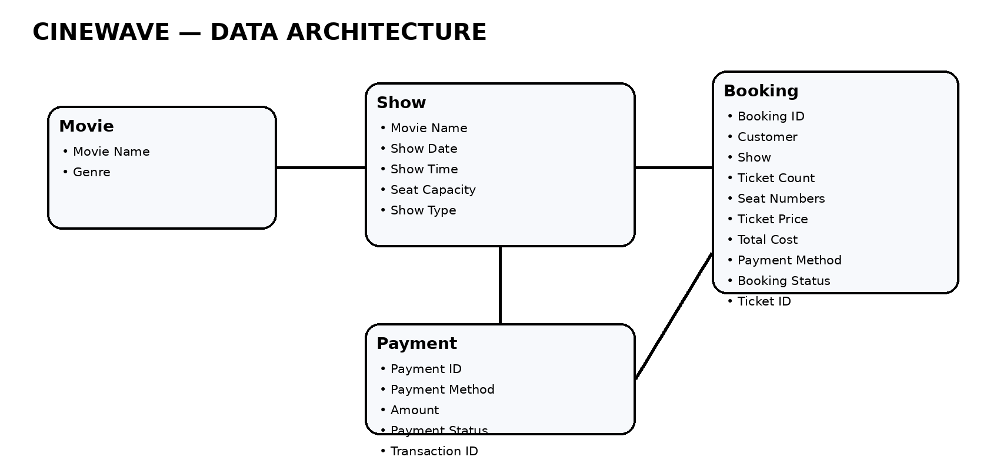 CINEWAVE — DATA ARCHITECTURE
Movie
• Movie Name
• Genre
Show
• Movie Name
• Show Date
• Show Time
• Seat Capacity
• Show Type
Booking
• Booking ID
• Customer
• Show
• Ticket Count
• Seat Numbers
• Ticket Price
• Total Cost
• Payment Method
• Booking Status
• Ticket ID
Payment
• Payment ID
• Payment Method
• Amount
• Payment Status
• Transaction ID